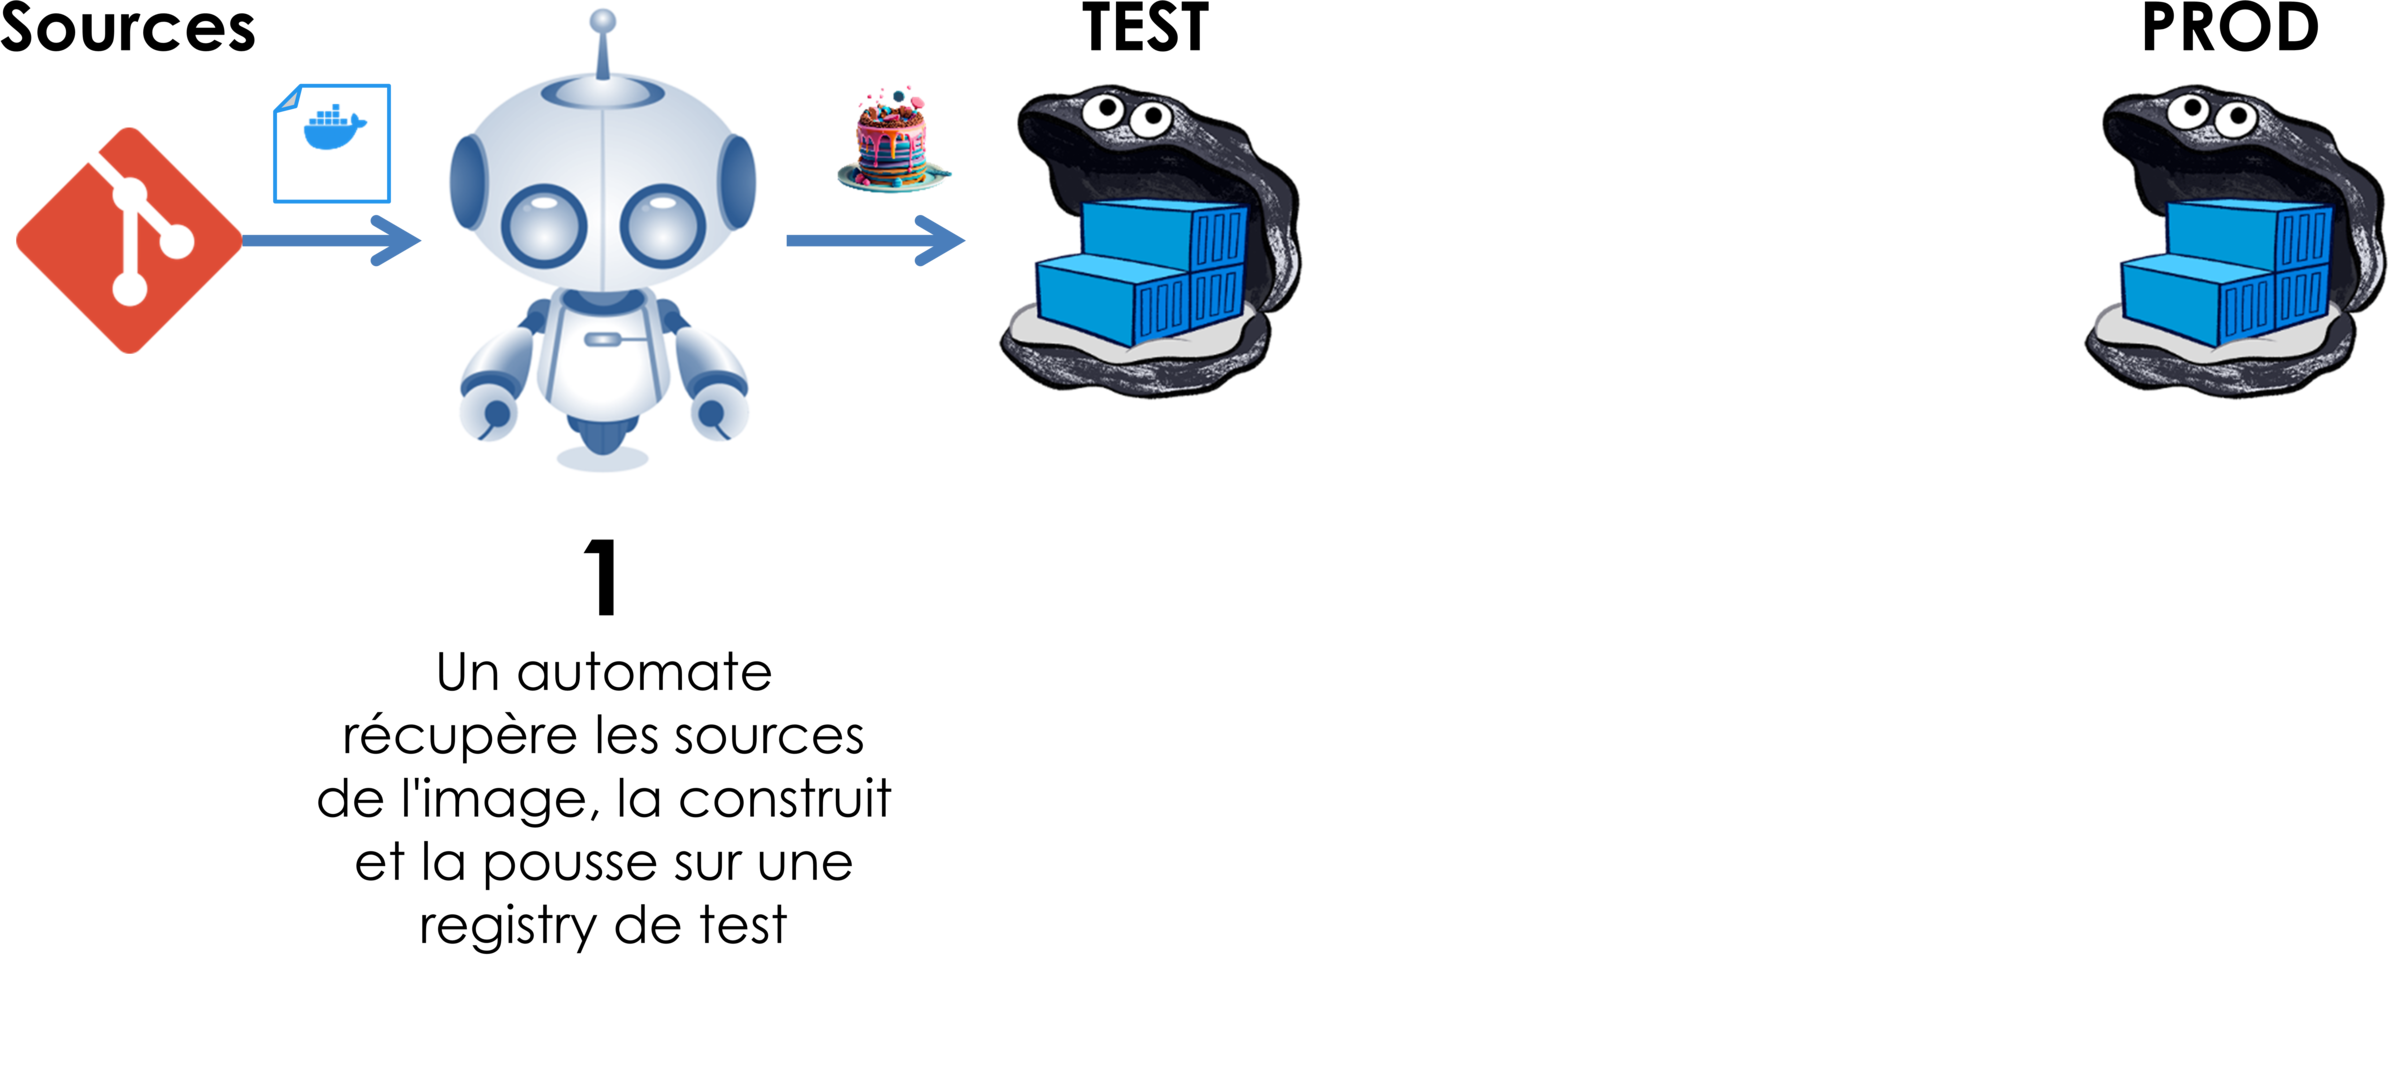 Sources
TEST
PROD
1
Un automate
récupère les sources
de l'image, la construit
et la pousse sur une
registry de test